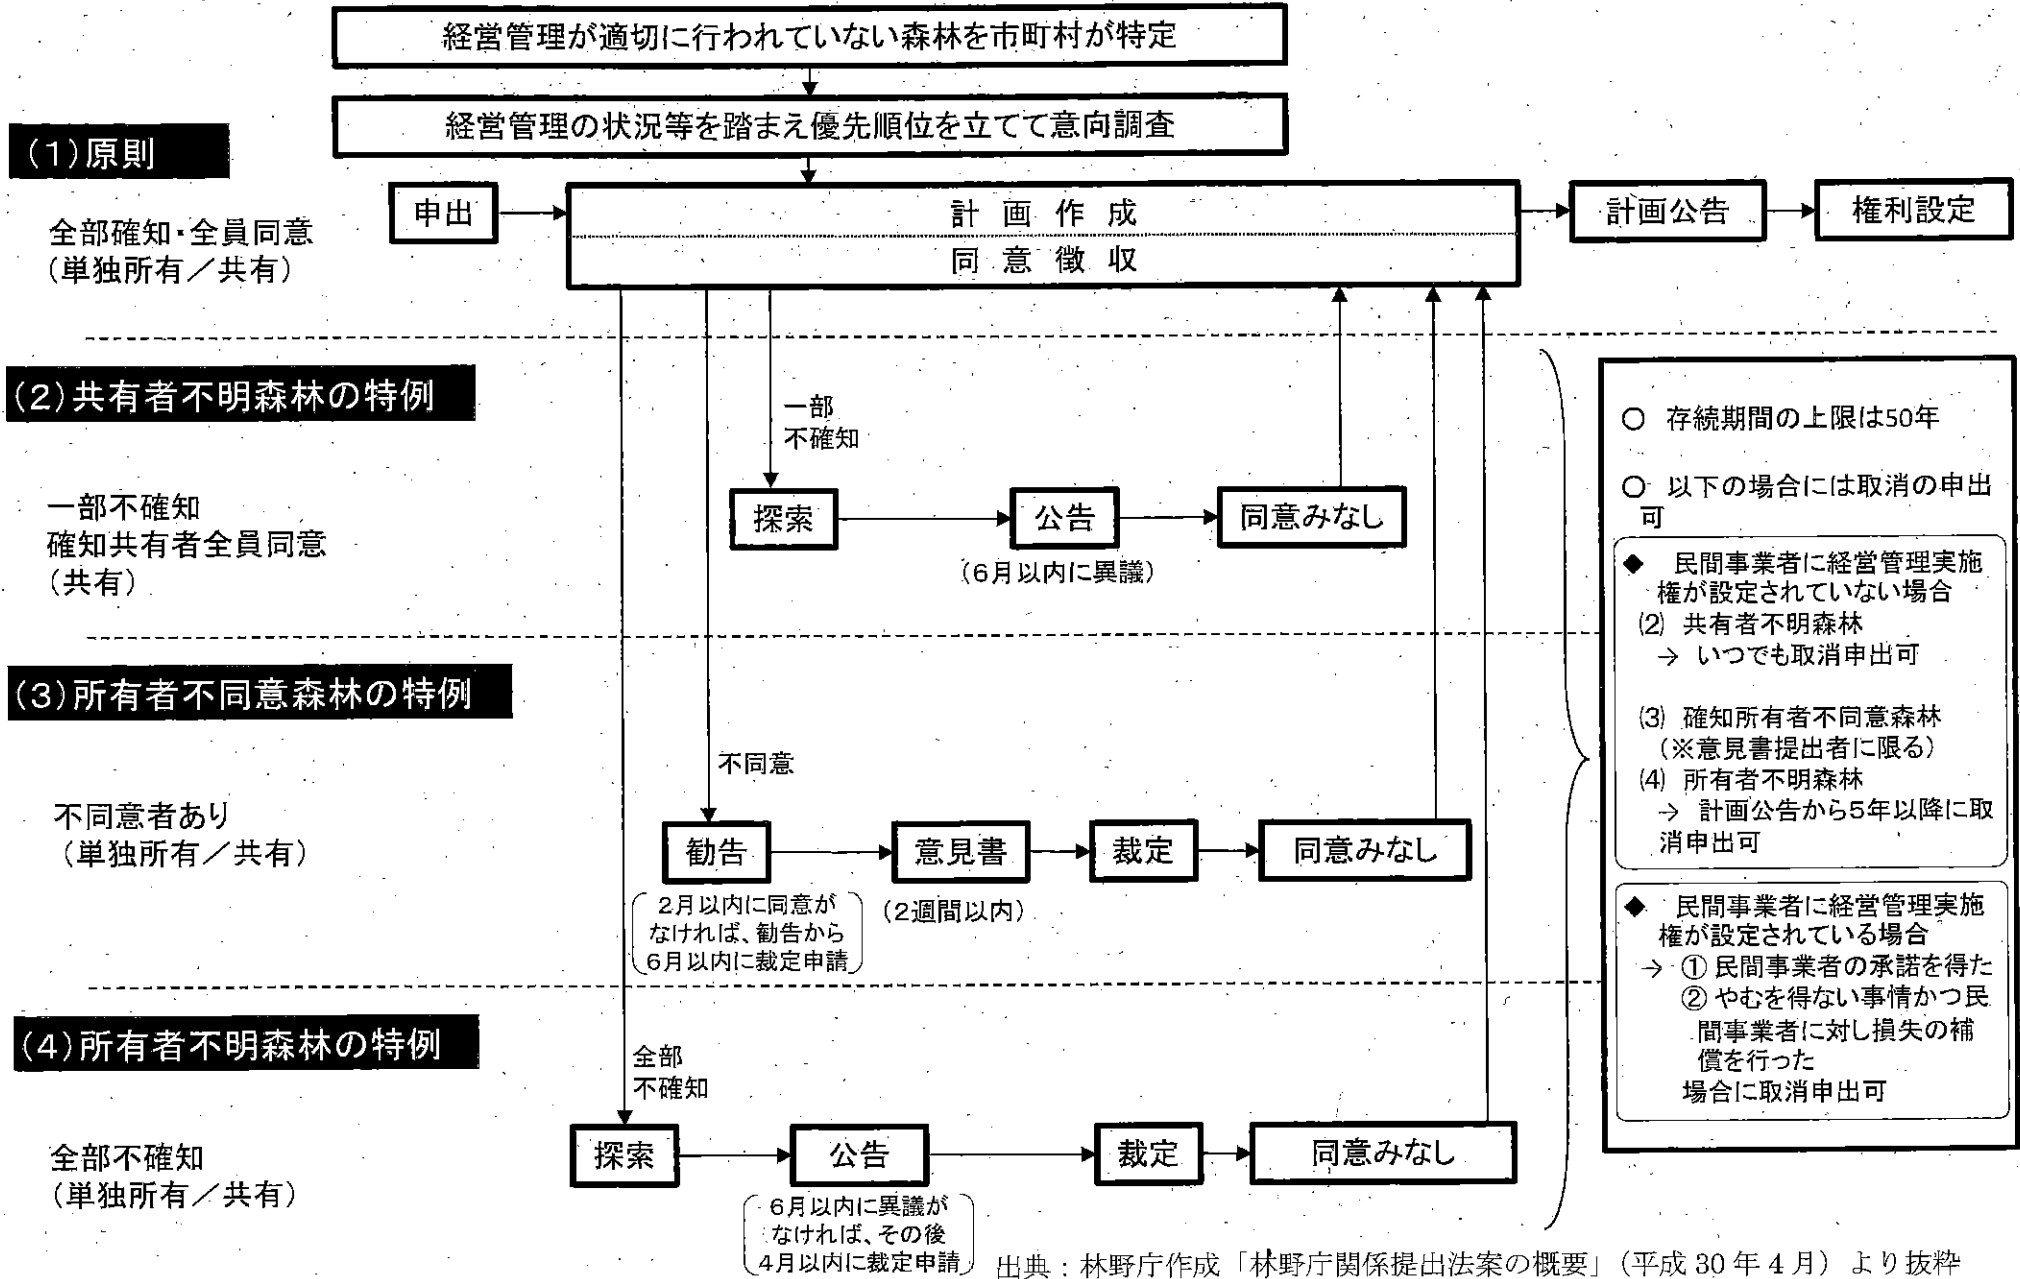 経営管理が適切に行われていない森林を市町村が特定
経営管理の状況等を踏まえ優先順位を立てて意向調査
(1)原則
全部確知・全員同意
(単独所有/共有)
申出
計画作成
同意徴収
計画公告
権利設定
(2)共有者不明森林の特例
一部不確知
確知共有者全員同意
(共有)
一部
不確知
探索
公告
(6月以内に異議)
同意みなし
(3)所有者不同意森林の特例
不同意者あり
(単独所有/共有)
不同意
勧告
2月以内に同意が
なければ、勧告から
6月以内に裁定申請
意見書
(2週間以内)
裁定
同意みなし
(4)所有者不明森林の特例
全部不確知
(単独所有/共有)
全部
不確知
探索
公告
6月以内に異議が
なければ、その後
4月以内に裁定申請
裁定
同意みなし
○ 存続期間の上限は50年
○ 以下の場合には取消の申出
可
◆ 民間事業者に経営管理実施
権が設定されていない場合
(2) 共有者不明森林
→ いつでも取消申出可
(3) 確知所有者不同意森林
(※意見書提出者に限る)
(4) 所有者不明森林
→ 計画公告から5年以降に取
消申出可
◆ 民間事業者に経営管理実施
権が設定されている場合
→ ① 民間事業者の承諾を得た
② やむを得ない事情かつ民
間事業者に対し損失の補
償を行った
場合に取消申出可
出典:林野庁作成「林野庁関係提出法案の概要」(平成30年4月)より抜粋